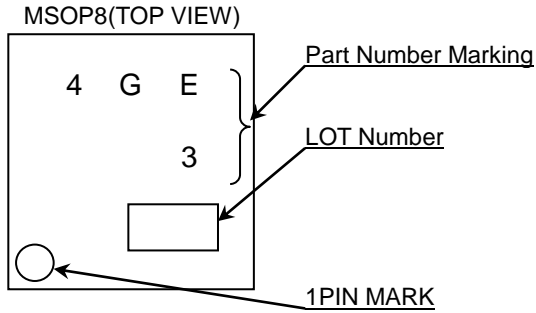 MSOP8(TOP VIEW)
Part Number Marking
4 G E
LOT Number
3
1PIN MARK